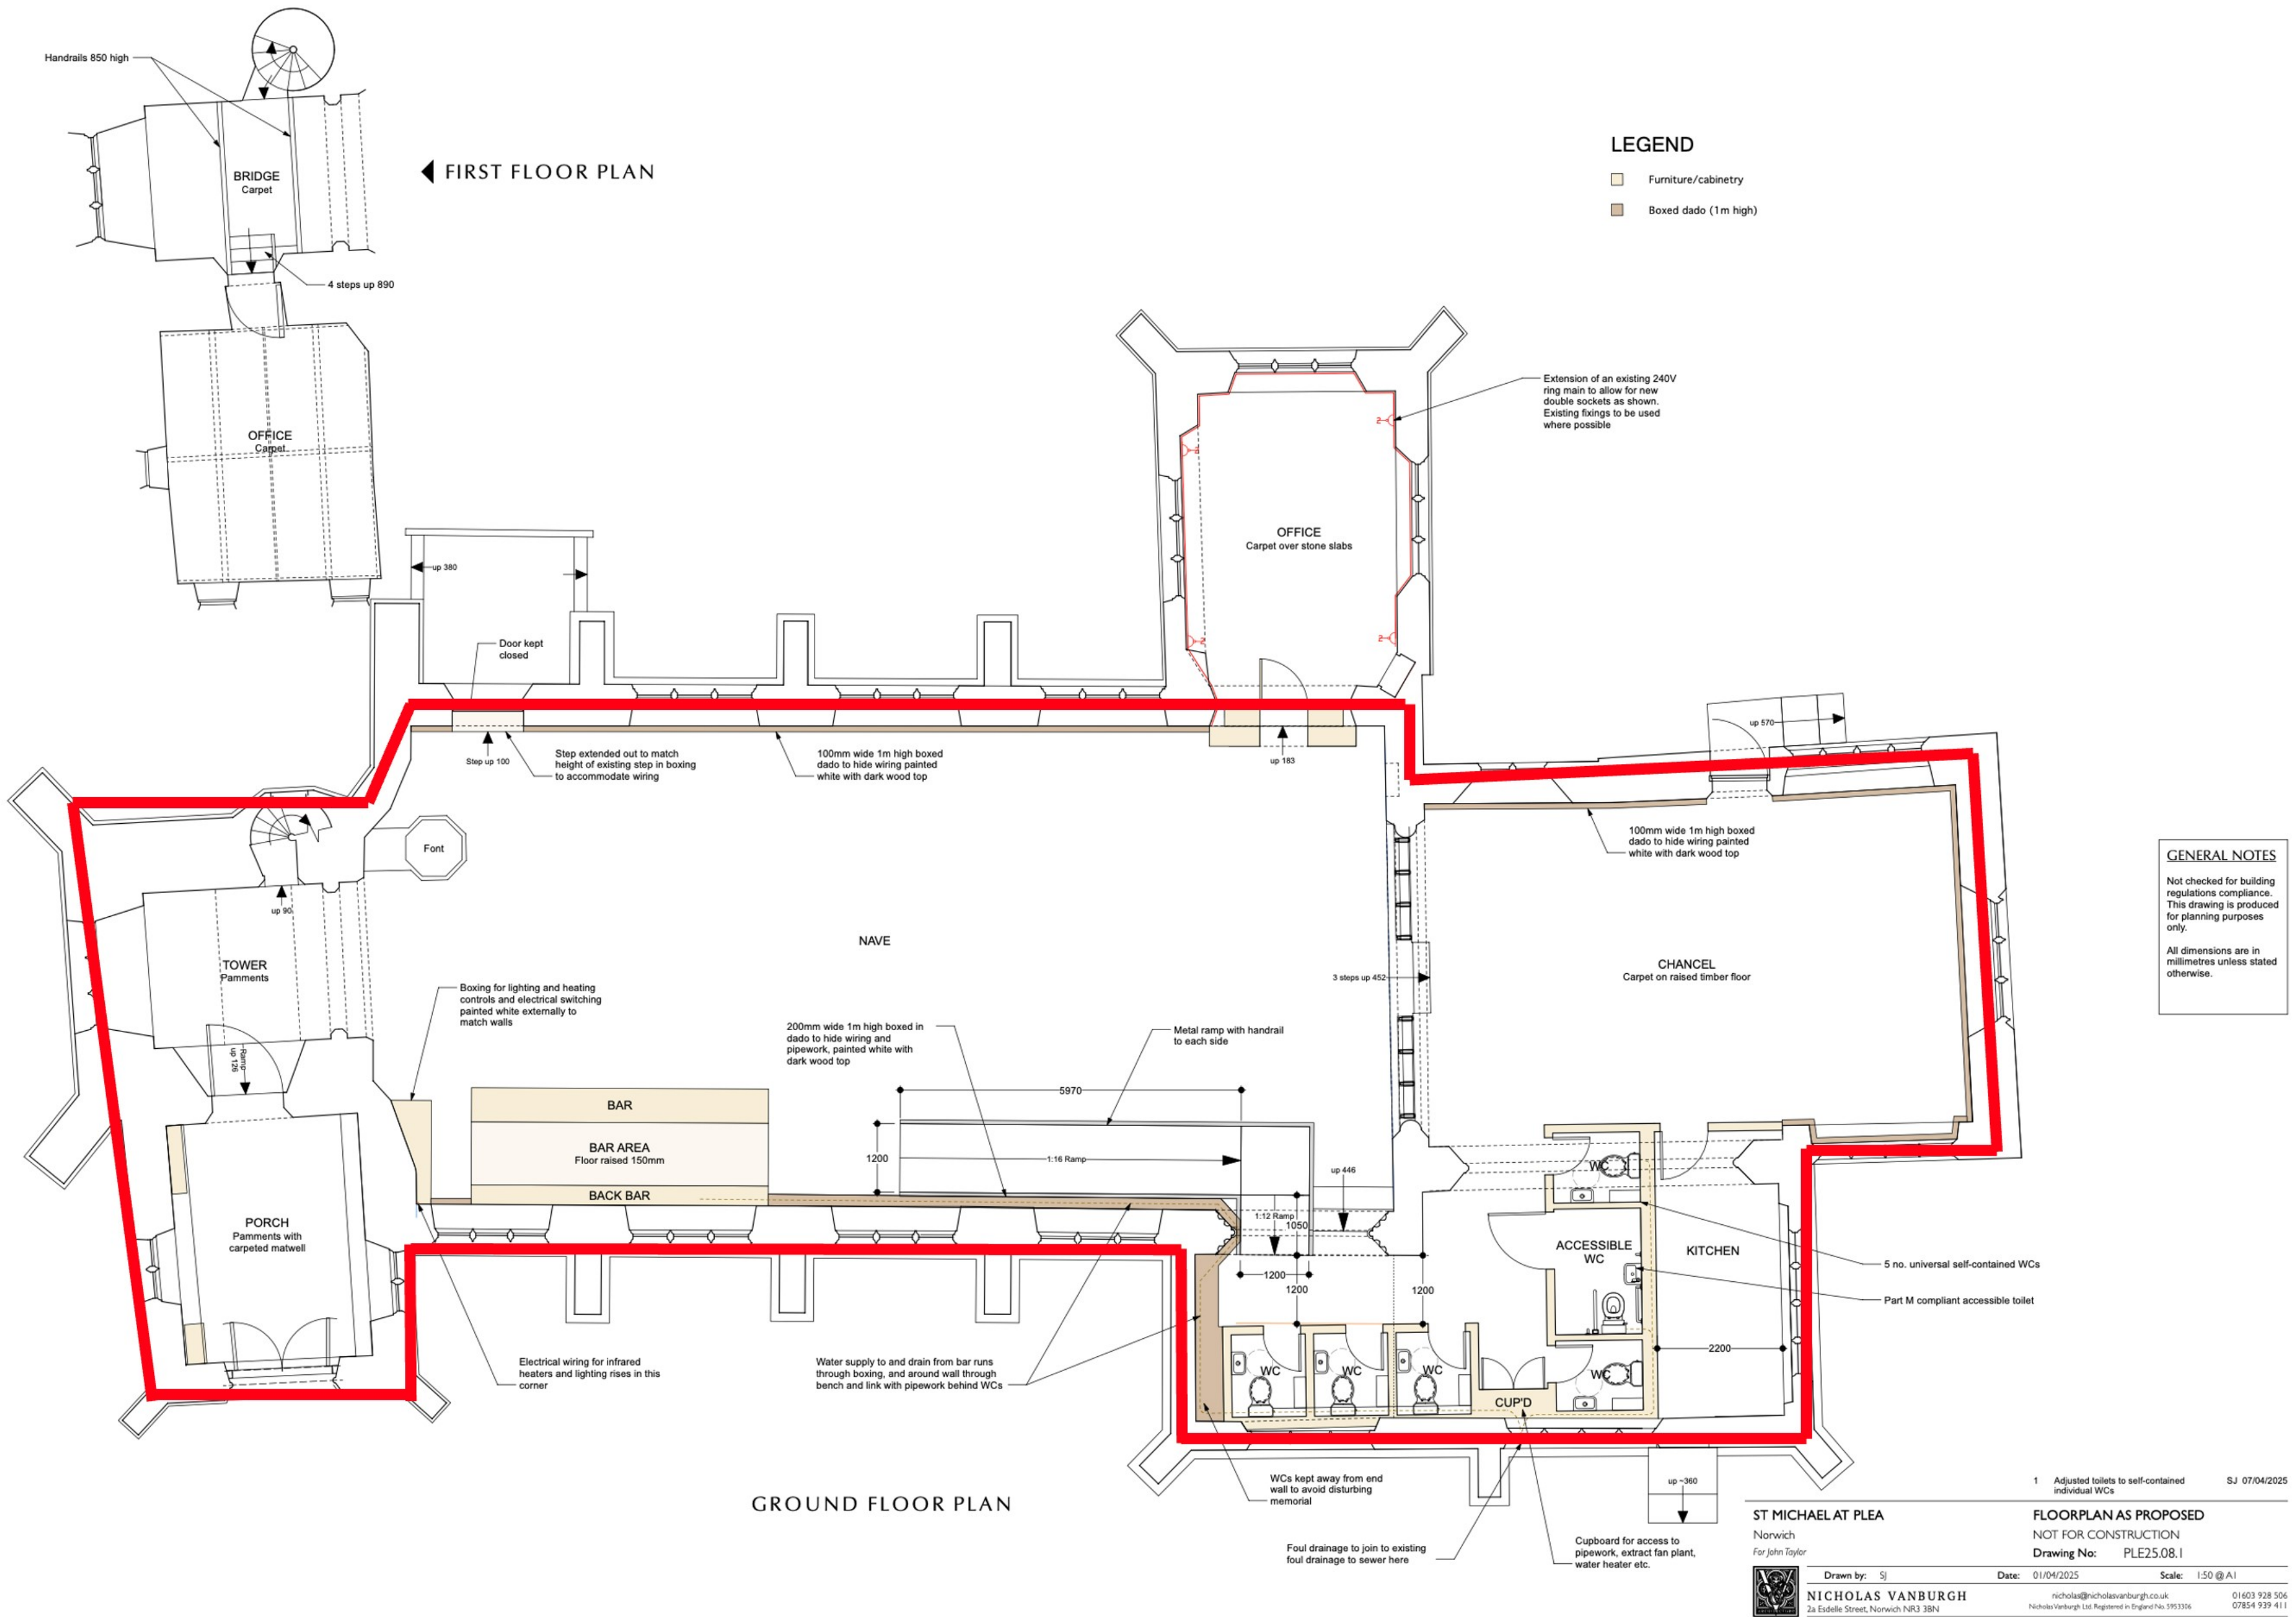 Handrails 850 high
BRIDGE
Carpet
FIRST FLOOR PLAN
4 steps up 890
OFFICE
Carpet
LEGEND
Furniture/cabinetry
Boxed dado (1m high)
Extension of an existing 240V
ring main to allow for new
double sockets as shown.
Existing fixings to be used
where possible
2
2
2
2
OFFICE
Carpet over stone slabs
up 380
Door kept
closed
Step up 100
Step extended out to match
height of existing step in boxing
to accommodate wiring
100mm wide 1m high boxed
dado to hide wiring painted
white with dark wood top
up 183
up 570
100mm wide 1m high boxed
dado to hide wiring painted
white with dark wood top
Font
up 90
TOWER
Pamments
Ramp
up 126
NAVE
3 steps up 452
CHANCEL
Carpet on raised timber floor
GENERAL NOTES
Not checked for building
regulations compliance.
This drawing is produced
for planning purposes
only.
All dimensions are in
millimetres unless stated
otherwise.
Boxing for lighting and heating
controls and electrical switching
painted white externally to
match walls
200mm wide 1m high boxed in
dado to hide wiring and
pipework, painted white with
dark wood top
Metal ramp with handrail
to each side
5970
BAR
BAR AREA
Floor raised 150mm
BACK BAR
1200
1:16 Ramp
up 446
1:12 Ramp
1050
1200
1200
1200
PORCH
Pamments with
carpeted matwell
WC
ACCESSIBLE
WC
KITCHEN
2200
5 no. universal self-contained WCs
Part M compliant accessible toilet
WC
WC
WC
WC
CUP'D
Electrical wiring for infrared
heaters and lighting rises in this
corner
Water supply to and drain from bar runs
through boxing, and around wall through
bench and link with pipework behind WCs
WCs kept away from end
wall to avoid disturbing
memorial
up ~360
GROUND FLOOR PLAN
Foul drainage to join to existing
foul drainage to sewer here
Cupboard for access to
pipework, extract fan plant,
water heater etc.
1 Adjusted toilets to self-contained SJ 07/04/2025
individual WCs
ST MICHAEL AT PLEA
Norwich
For John Taylor
FLOORPLAN AS PROPOSED
NOT FOR CONSTRUCTION
Drawing No: PLE25.08.1
Drawn by: SJ Date: 01/04/2025 Scale: 1:50 @ A1
NICHOLAS VANBURGH
2a Esdelle Street, Norwich NR3 3BN
nicholas@nicholasvanburgh.co.uk 01603 928 506
Nicholas Vanburgh Ltd. Registered in England No. 5953306 07854 939 411